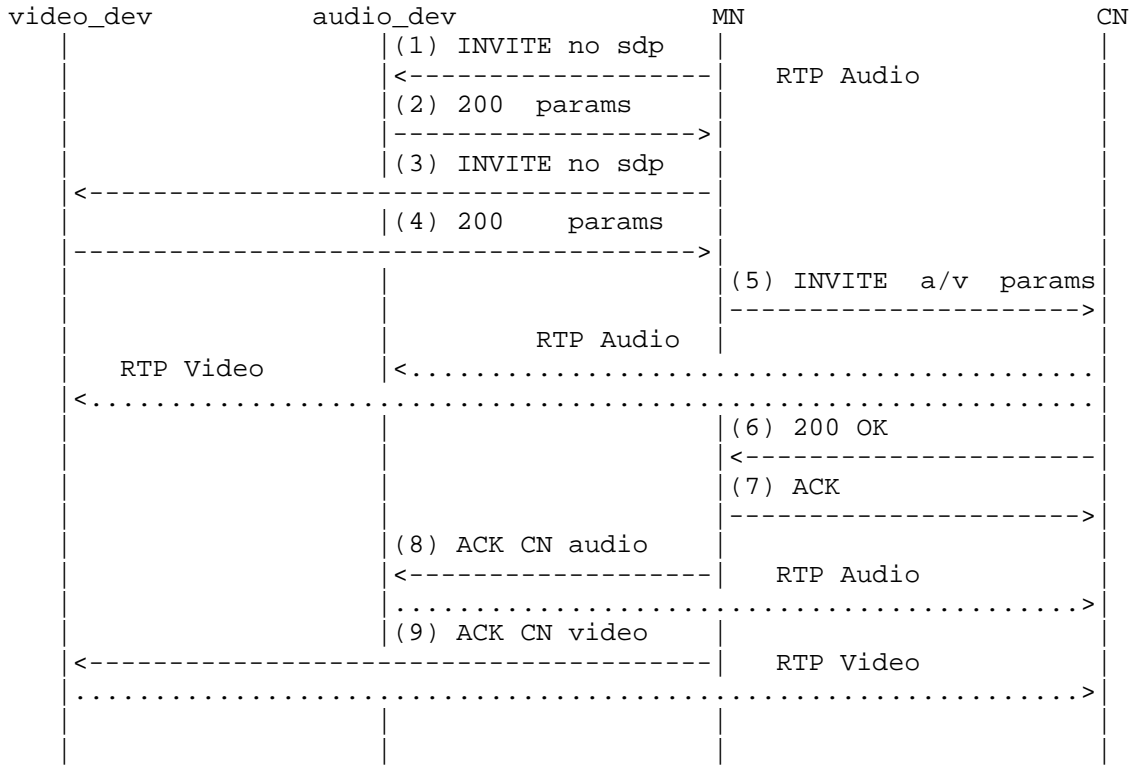 video_dev audio_dev MN CN
(1) INVITE no sdp
RTP Audio
(2) 200 params
(3) INVITE no sdp
(4) 200 params
(5) INVITE a/v params
RTP Audio
RTP Video
(6) 200 OK
(7) ACK
(8) ACK CN audio
RTP Audio
(9) ACK CN video
RTP Video